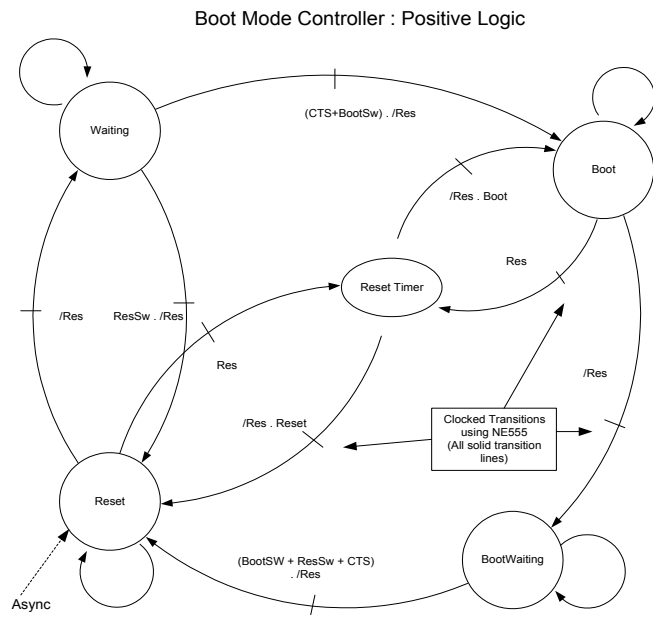 Boot Mode Controller : Positive Logic
Waiting
(CTS+BootSw) . /Res
Boot
/Res . Boot
Res
Reset Timer
/Res
ResSw . /Res
Res
/Res
/Res . Reset
Clocked Transitions
using NE555
(All solid transition
lines)
Reset
BootWaiting
(BootSW + ResSw + CTS)
. /Res
Async